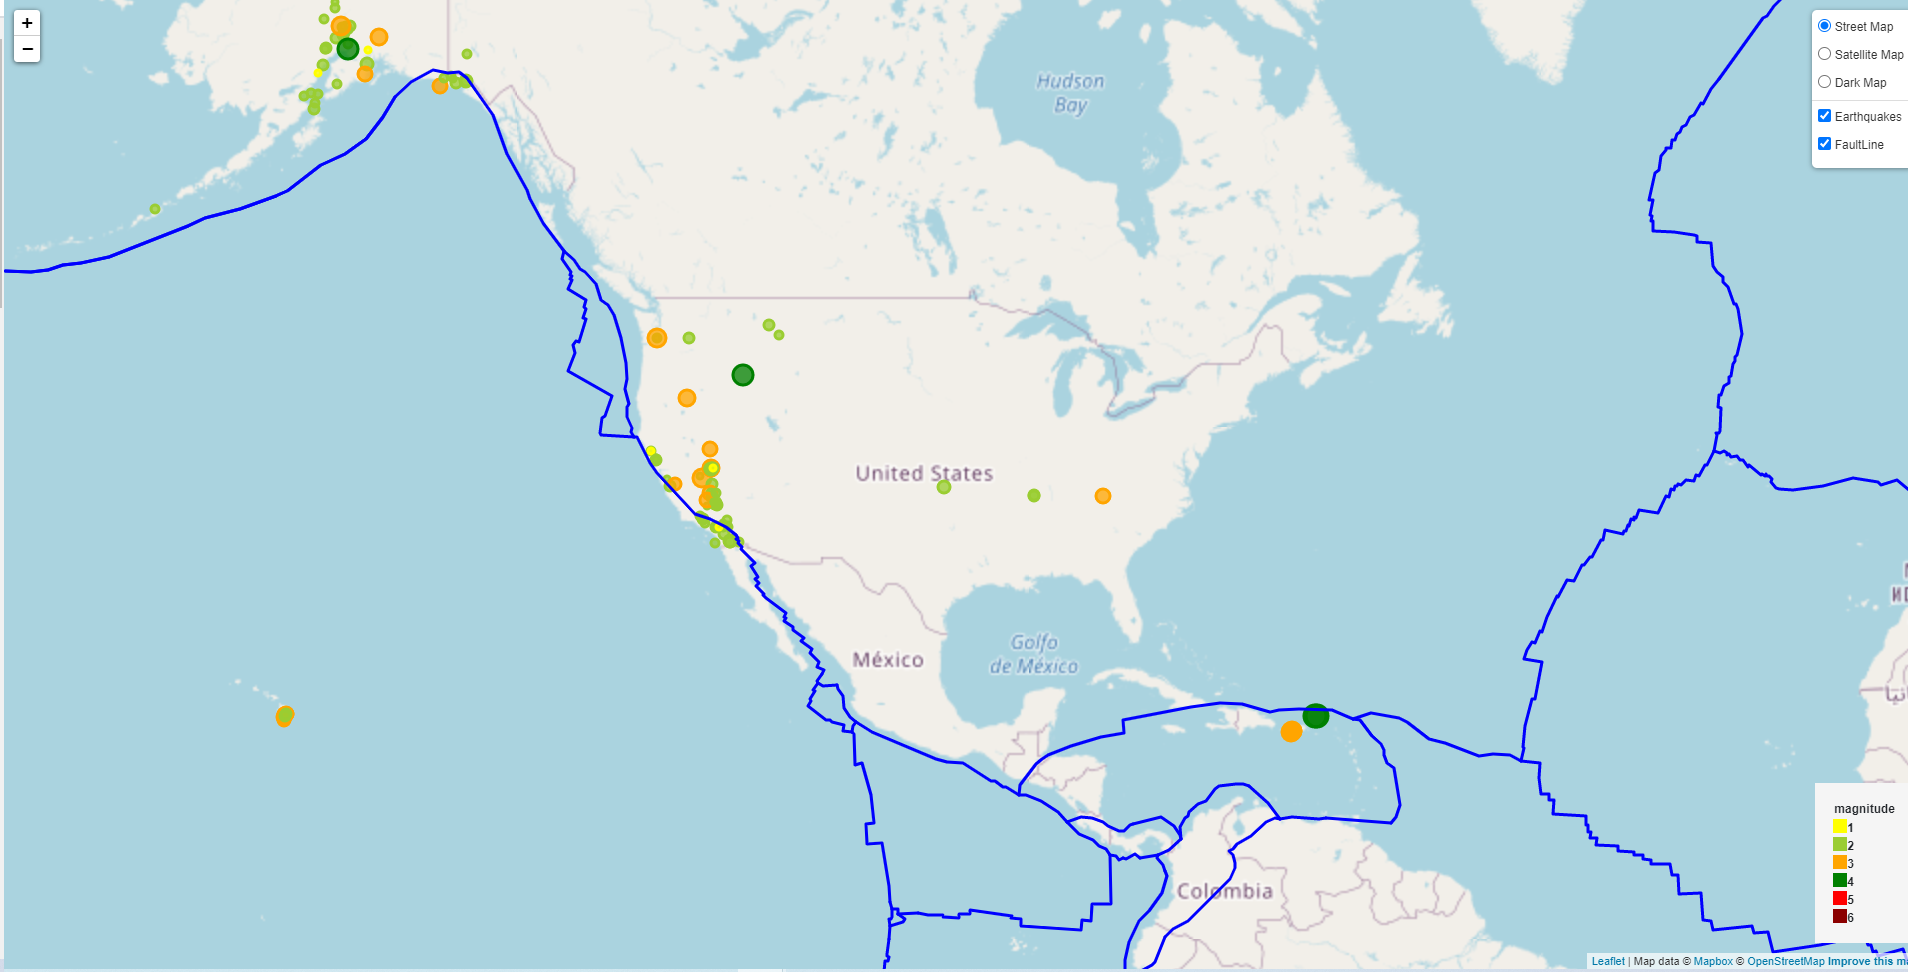 +
−
Street Map
Satellite Map
Dark Map
Earthquakes
FaultLine
Hudson
Bay
United States
México
Golfo
de México
Colombia
magnitude
1
2
3
4
5
6
Leaflet | Map data © Mapbox © OpenStreetMap Improve this